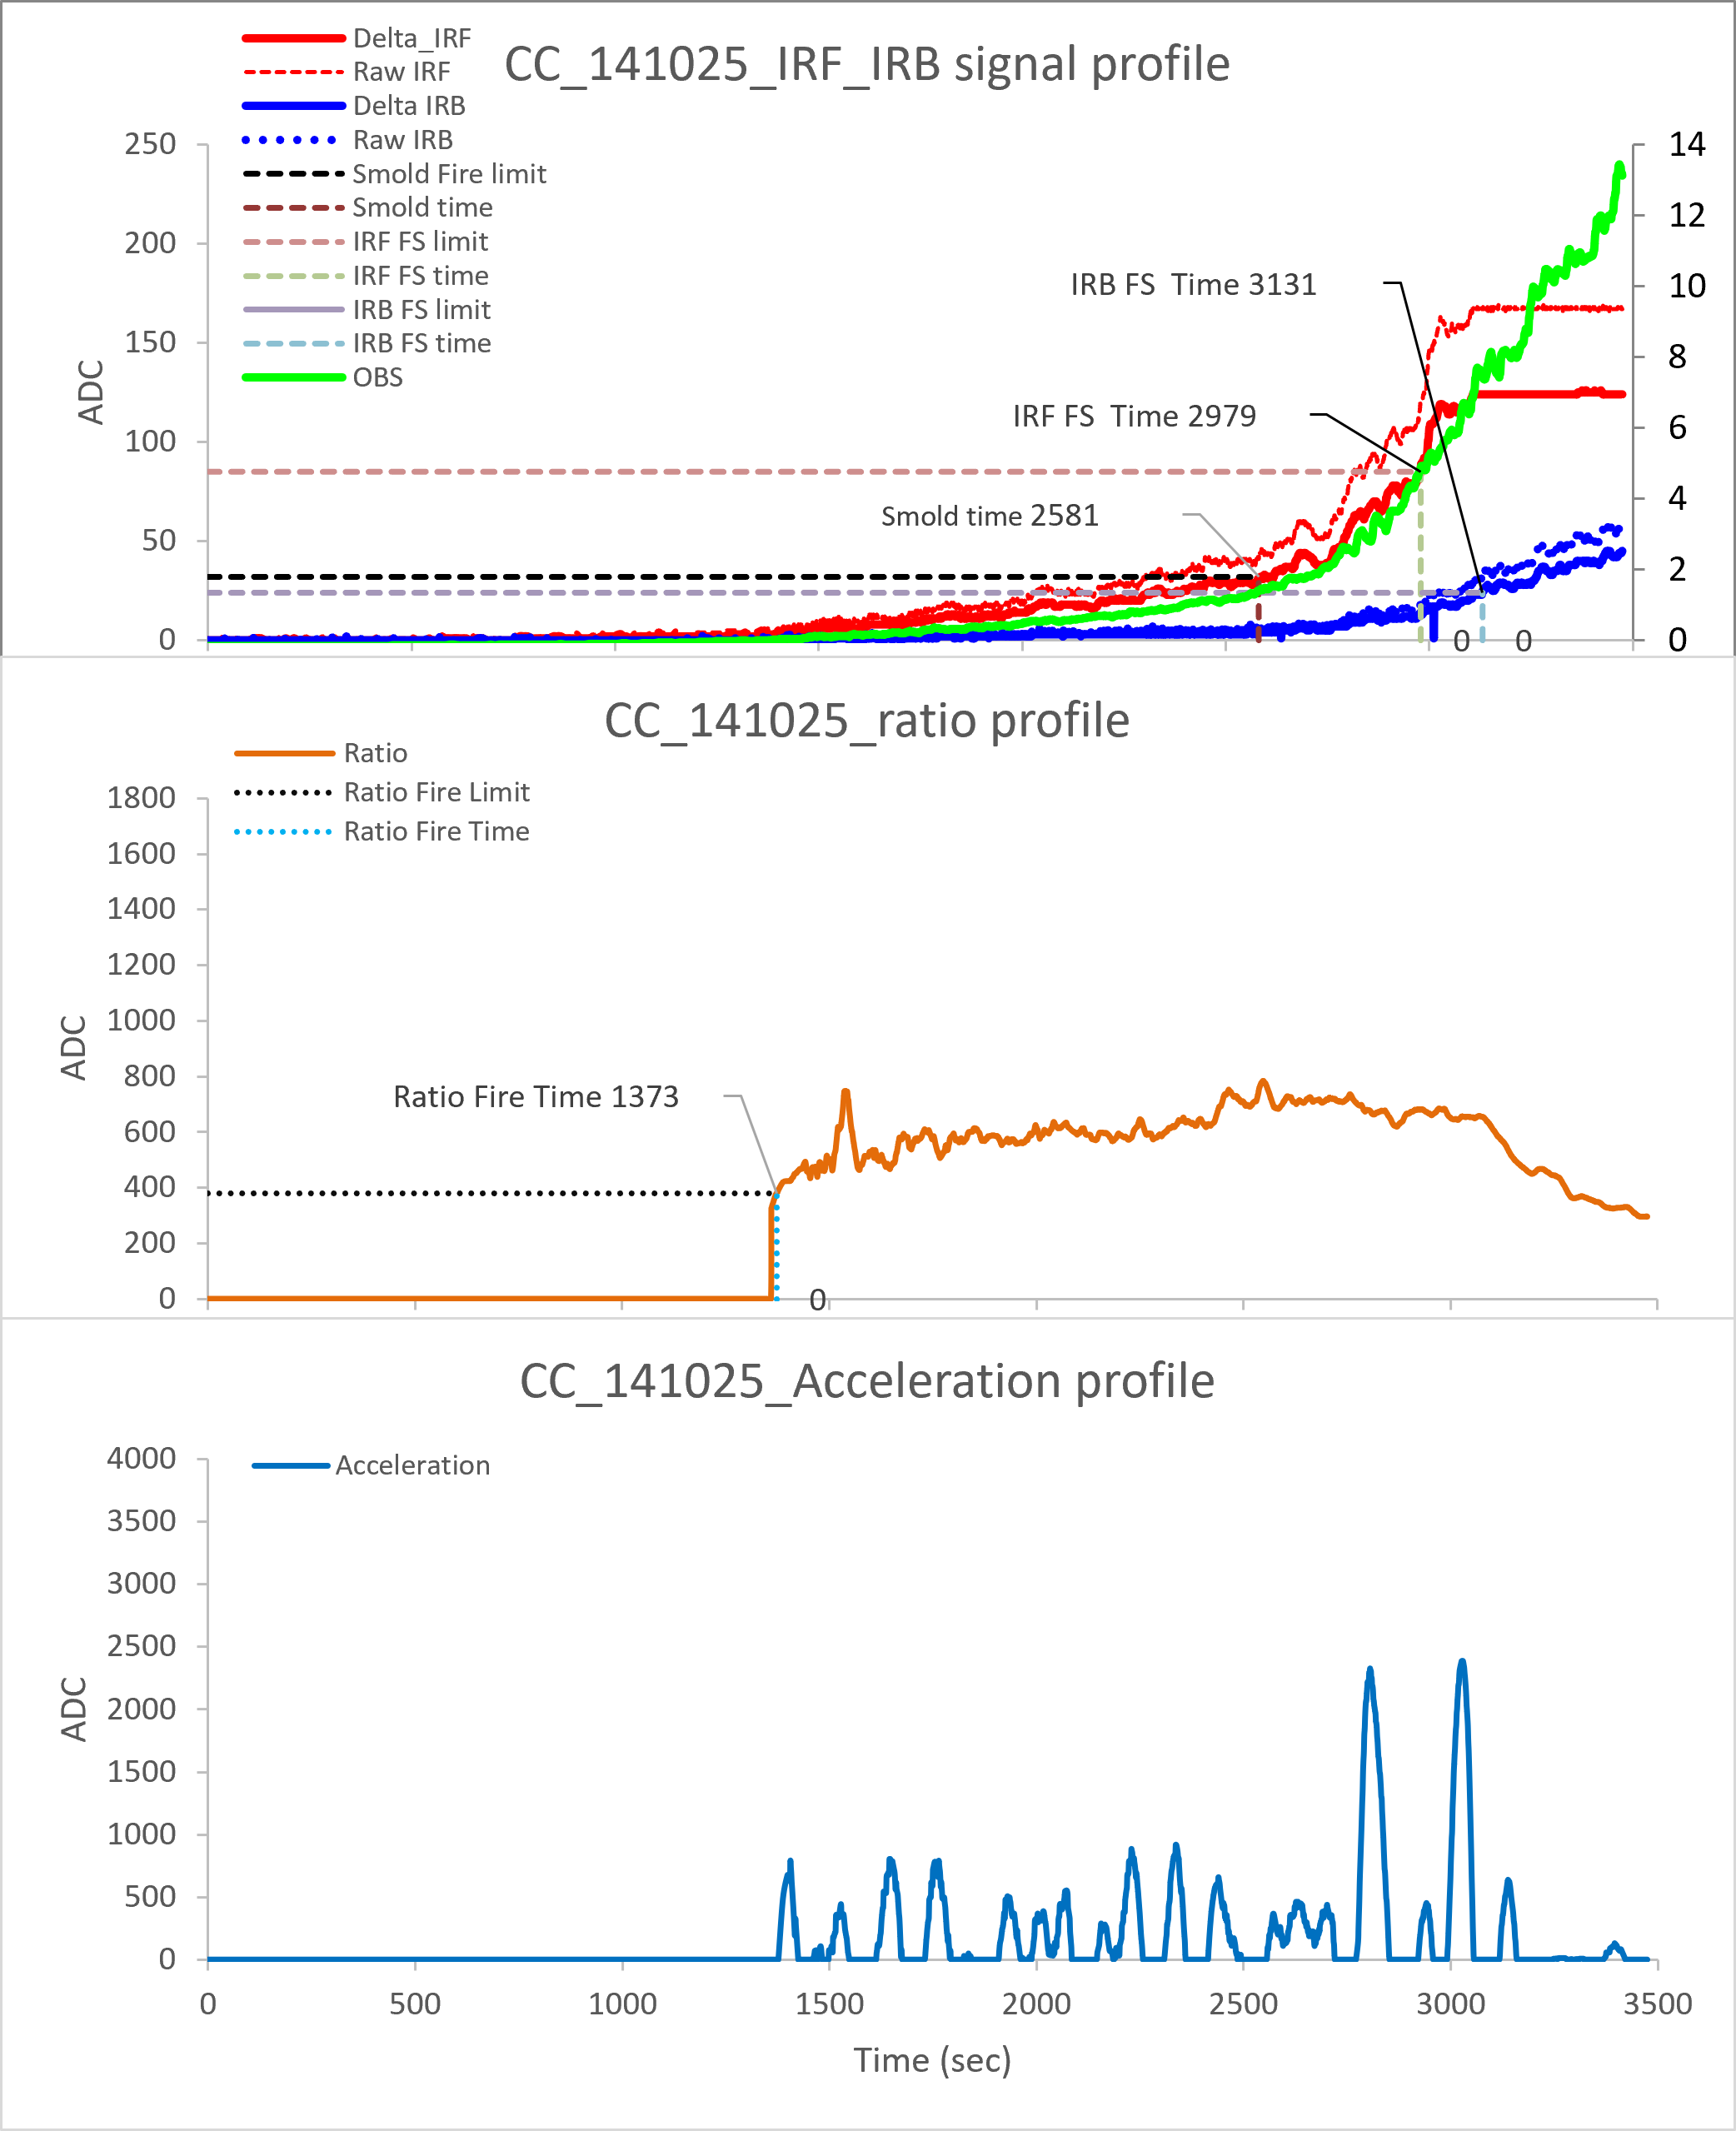 Delta_IRF
CC_141025_IRF_IRB signal profile
Raw IRF
Delta IRB
Raw IRB
Smold Fire limit
Smold time
IRF FS limit
IRF FS time
IRB FS limit
IRB FS time
OBS
250
200
150
100
50
0
ADC
14
12
10
8
6
4
2
0
IRB FS  Time 3131
IRF FS  Time 2979
Smold time 2581
0
0
CC_141025_ratio profile
Ratio
Ratio Fire Limit
Ratio Fire Time
1800
1600
1400
1200
1000
800
600
400
200
0
ADC
Ratio Fire Time 1373
0
CC_141025_Acceleration profile
Acceleration
4000
3500
3000
2500
2000
1500
1000
500
0
ADC
0 500 1000 1500 2000 2500 3000 3500
Time (sec)